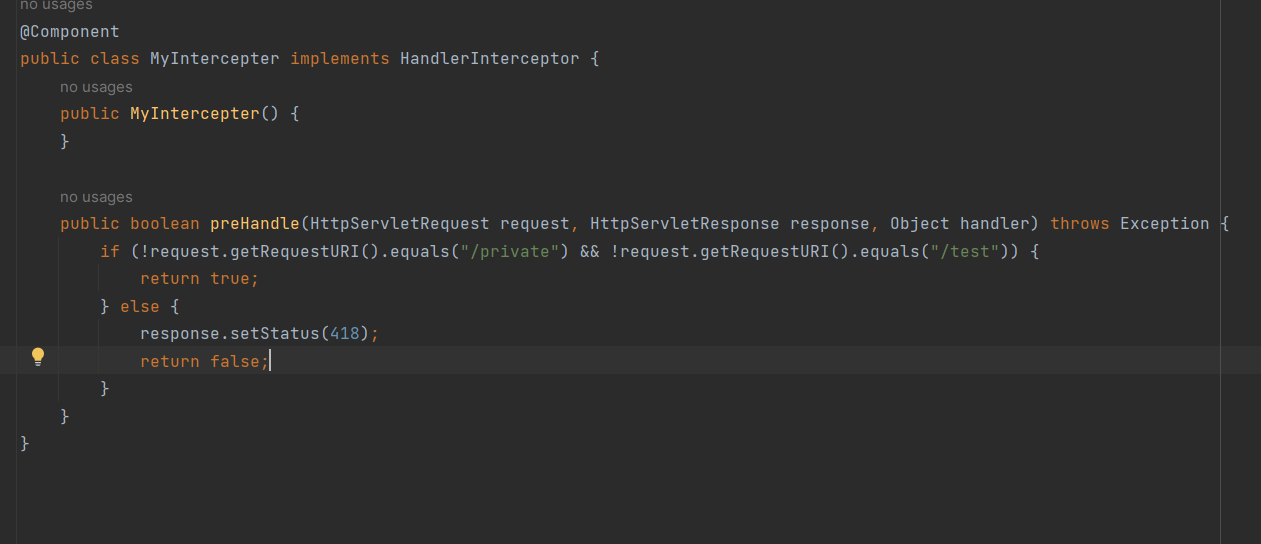 no usages
@Component
public class MyIntercepter implements HandlerInterceptor {
no usages
public MyIntercepter() {
}
no usages
public boolean preHandle(HttpServletRequest request, HttpServletResponse response, Object handler) throws Exception {
if (!request.getRequestURI().equals("/private") && !request.getRequestURI().equals("/test")) {
return true;
} else {
response.setStatus(418);
return false;
}
}
}